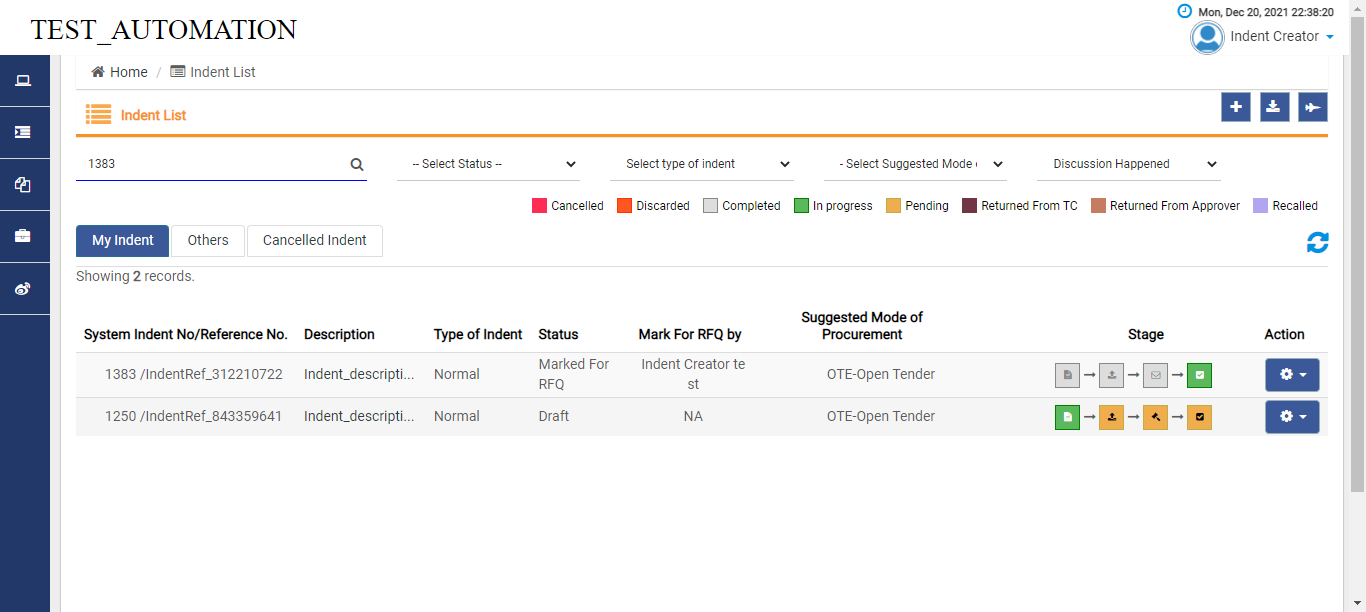 TEST_AUTOMATION
Mon, Dec 20, 2021 22:38:20
Indent Creator
Home / Indent List
Indent List
1383
-- Select Status --
Select type of indent
- Select Suggested Mode
Discussion Happened
Cancelled Discarded Completed In progress Pending Returned From TC Returned From Approver Recalled
My Indent Others Cancelled Indent
Showing 2 records.
System Indent No/Reference No. Description Type of Indent Status Mark For RFQ by Suggested Mode of Procurement Stage Action
1383 /IndentRef_312210722 Indent_descripti... Normal Marked For RFQ Indent Creator te st OTE-Open Tender
1250 /IndentRef_843359641 Indent_descripti... Normal Draft NA OTE-Open Tender